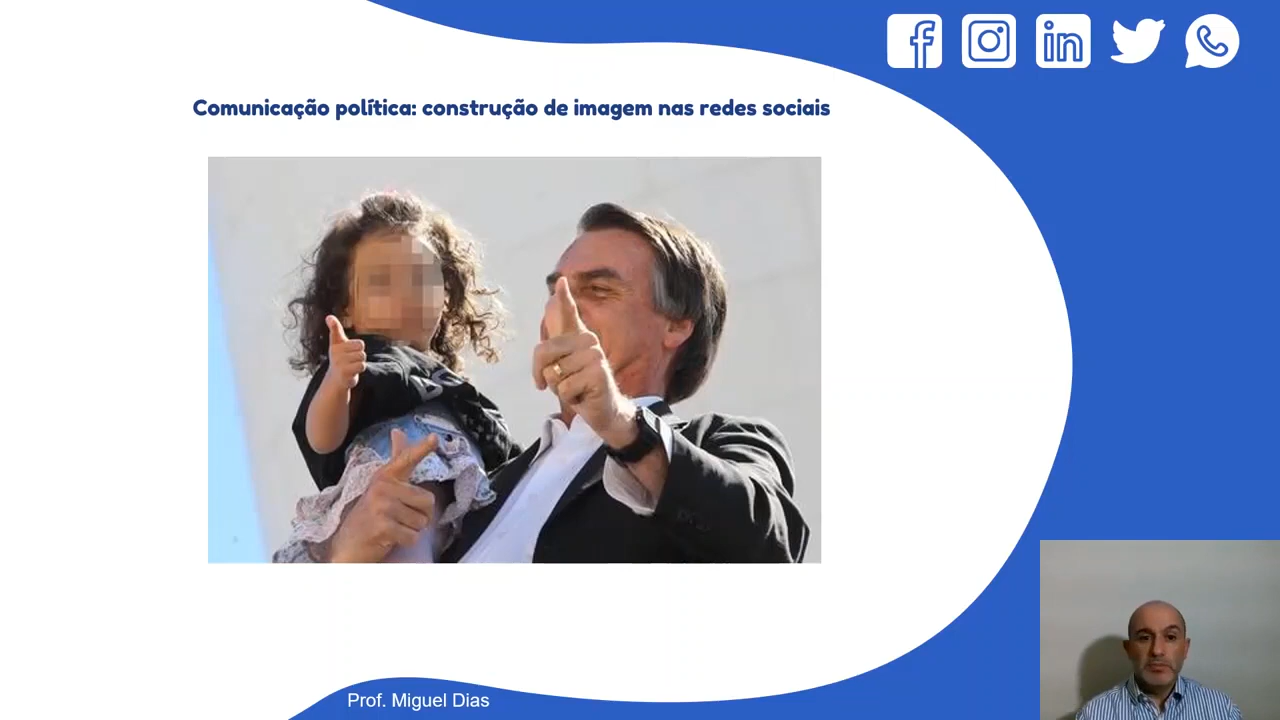 Comunicação política: construção de imagem nas redes sociais
Prof. Miguel Dias